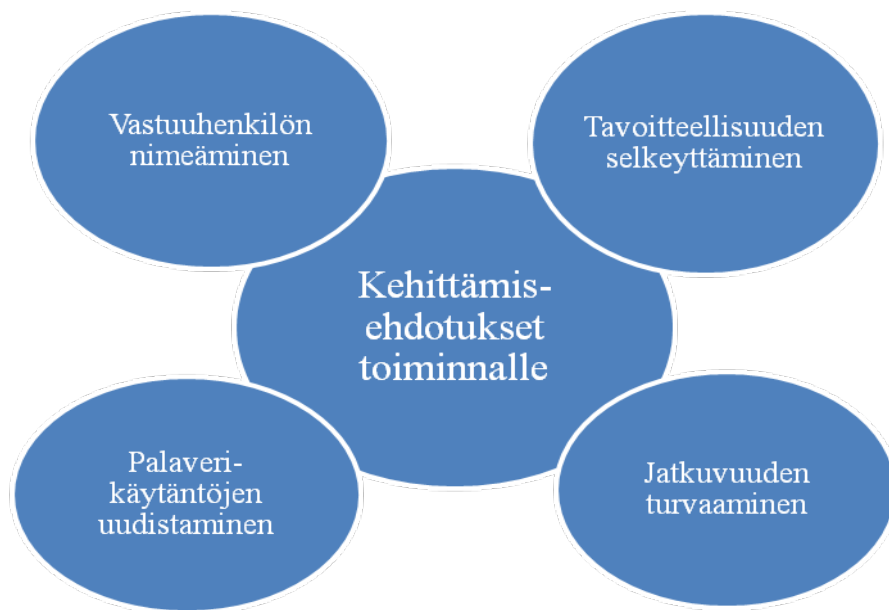 Vastuuhenkilön
nimeäminen
Tavoitteellisuuden
selkeyttäminen
Kehittämis-
ehdotukset
toiminnalle
Palaveri-
käytäntöjen
uudistaminen
Jatkuvuuden
turvaaminen